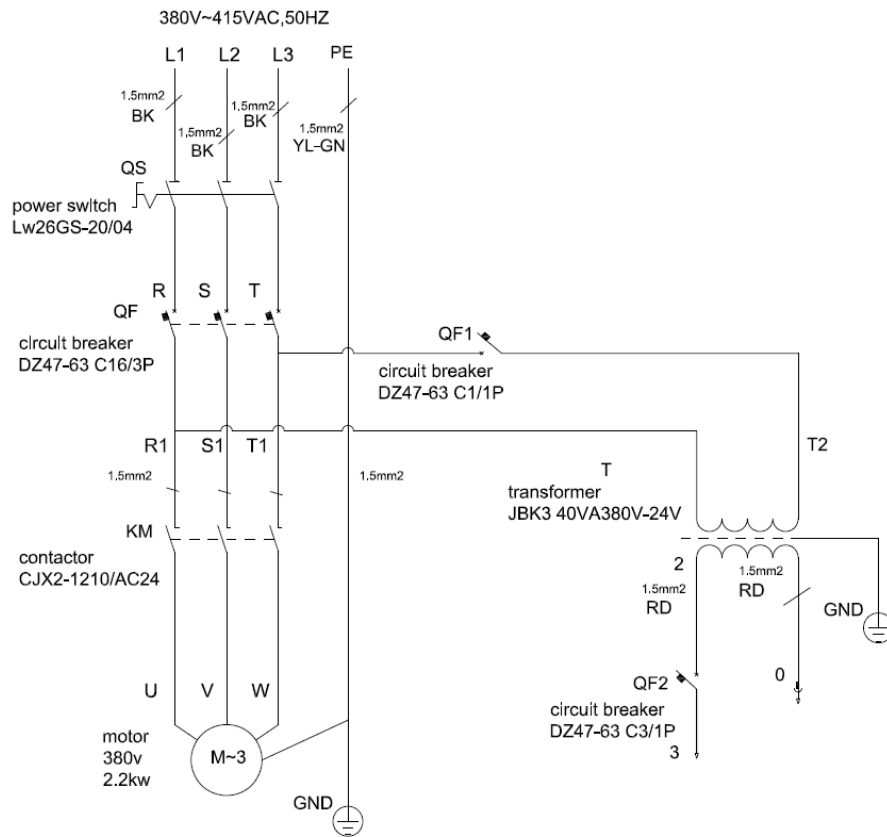 380V~415VAC,50HZ
L1 L2 L3 PE
1.5mm2
BK
1.5mm2
BK
1.5mm2
BK
1.5mm2
YL-GN
QS
power switch
Lw26GS-20/04
R S T
QF
circuit breaker
DZ47-63 C16/3P
QF1
circuit breaker
DZ47-63 C1/1P
R1 S1 T1
1.5mm2
1.5mm2
T
T2
transformer
JBK3 40VA380V-24V
KM
contactor
CJX2-1210/AC24
2
1.5mm2
RD
1.5mm2
RD
GND
U V W
QF2
0
circuit breaker
DZ47-63 C3/1P
3
motor
380v
2.2kw
M~3
GND